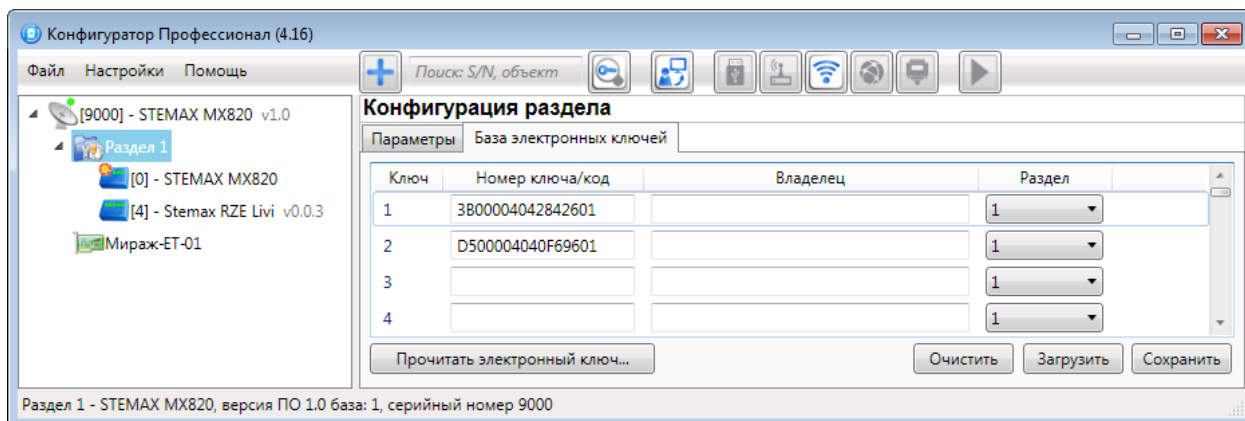 Конфигуратор Профессионал (4.16)
Файл Настройки Помощь Поиск: S/N, объект
[9000] - STEMAX MX820 v1.0
Раздел 1
[0] - STEMAX MX820
[4] - Stemax RZE Livi v0.0.3
Мираж-ET-01
Конфигурация раздела
Параметры База электронных ключей
Ключ Номер ключа/код Владелец Раздел
1 3B00004042842601 1
2 D500004040F69601 1
3 1
4 1
Прочитать электронный ключ... Очистить Загрузить Сохранить
Раздел 1 - STEMAX MX820, версия ПО 1.0 база: 1, серийный номер 9000